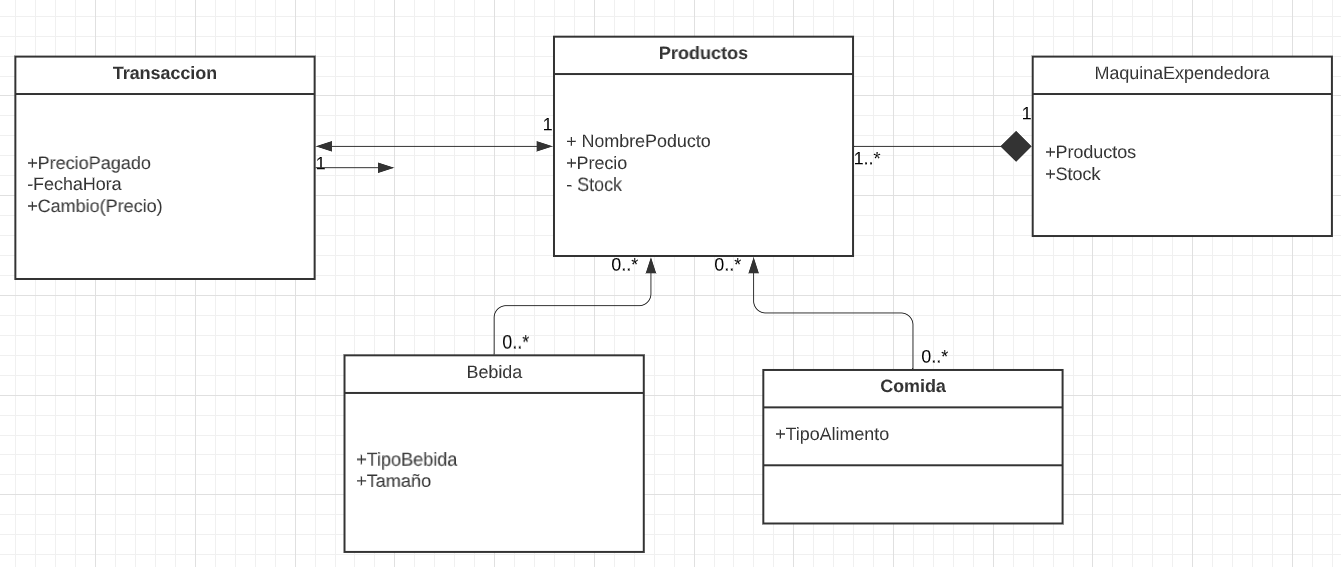 Transaccion
+PrecioPagado
-FechaHora
+Cambio(Precio)
1
1
Productos
+ NombrePoducto
+Precio
- Stock
1..*
1
MaquinaExpendedora
+Productos
+Stock
0..*
0..*
0..*
0..*
Bebida
+TipoBebida
+Tamaño
Comida
+TipoAlimento